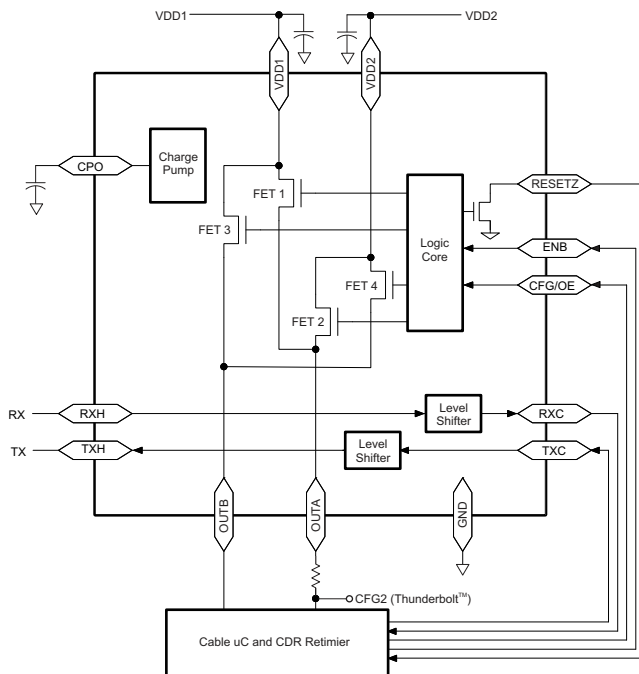 VDD1
VDD2
VDD1
VDD2
CPO
Charge
Pump
FET 1
FET 3
FET 4
FET 2
Logic
Core
RESETZ
ENB
CFG/OE
RX
RXH
Level
Shifter
RXC
TX
TXH
Level
Shifter
TXC
OUTB
OUTA
GND
CFG2 (Thunderbolt™)
Cable uC and CDR Retimier